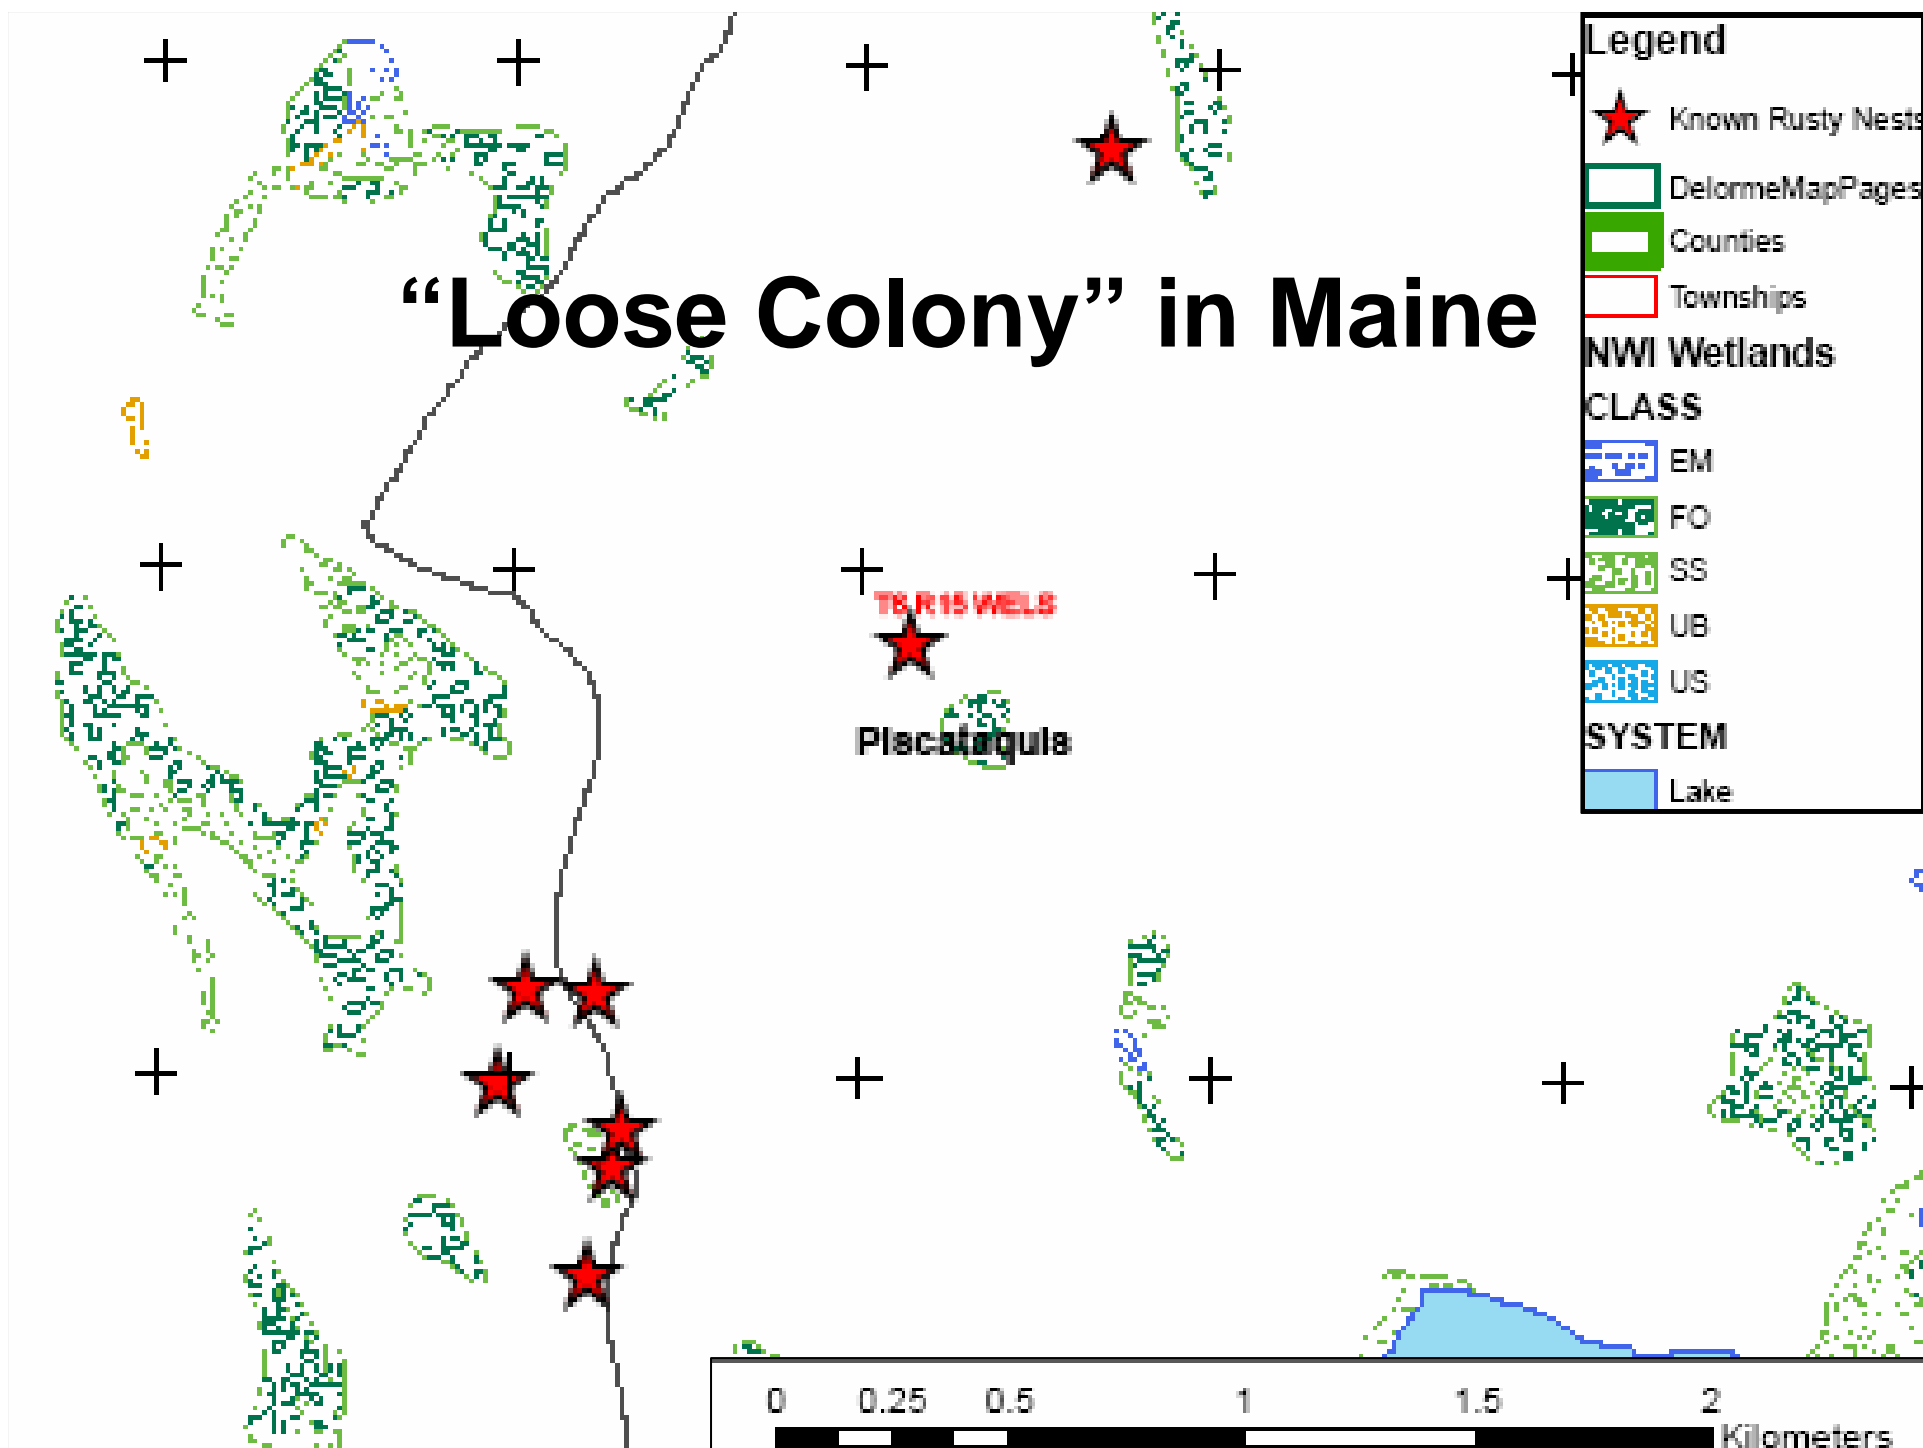 “Loose Colony” in Maine
T6 R15 WELS
Piscataquis
Legend
Known Rusty Nests
DelormeMapPages
Counties
Townships
NWI Wetlands
CLASS
EM
FO
SS
UB
US
SYSTEM
Lake
0 0.25 0.5 1 1.5 2
Kilometers